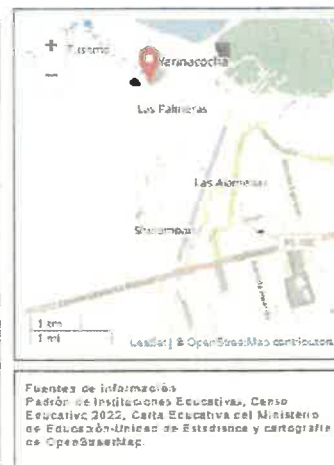 +
Yarinacocha
−
Las Palmeras
Las Alamedas
1 km
1 mi
Leaflet | © OpenStreetMap contributors
Fuentes de información
Padrón de Instituciones Educativas, Censo
Educativo 2022, Carta Educativa del Ministerio
de Educación-Unidad de Estadística y cartografía
de OpenStreetMap.